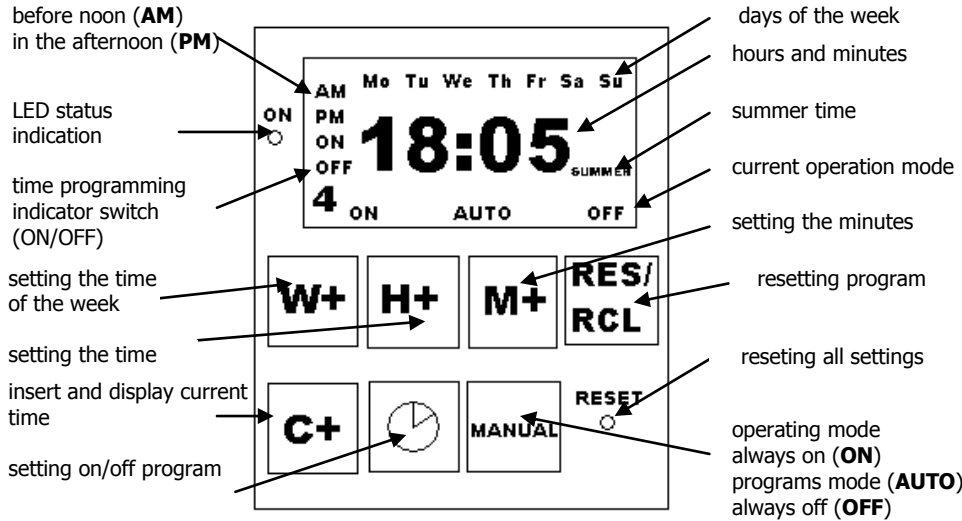 before noon (AM)
in the afternoon (PM)
LED status
indication
time programming
indicator switch
(ON/OFF)
setting the time
of the week
setting the time
insert and display current
time
setting on/off program
ON
Mo Tu We Th Fr Sa Su
AM
PM
ON
OFF
18:05
SUMMER
4
ON AUTO OFF
W+ H+ M+ RES/
RCL
C+ MANUAL RESET
days of the week
hours and minutes
summer time
current operation mode
setting the minutes
resetting program
reseting all settings
operating mode
always on (ON)
programs mode (AUTO)
always off (OFF)